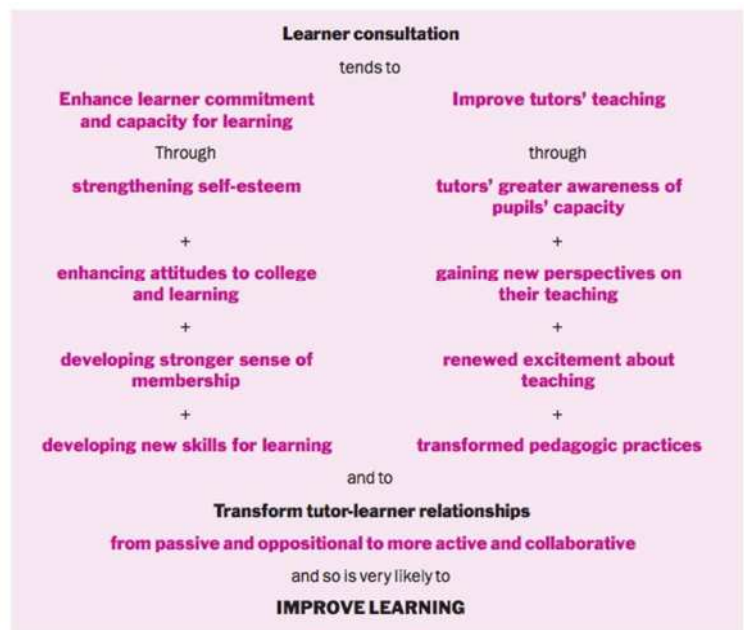 Learner consultation
tends to
Enhance learner commitment
and capacity for learning
Through
strengthening self-esteem
+
enhancing attitudes to college
and learning
+
developing stronger sense of
membership
+
developing new skills for learning
Improve tutors' teaching
through
tutors' greater awareness of
pupils' capacity
+
gaining new perspectives on
their teaching
+
renewed excitement about
teaching
+
transformed pedagogic practices
and to
Transform tutor-learner relationships
from passive and oppositional to more active and collaborative
and so is very likely to
IMPROVE LEARNING